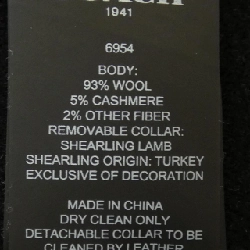 COACH
1941
6954
BODY:
93% WOOL
5% CASHMERE
2% OTHER FIBER
REMOVABLE COLLAR:
SHEARLING LAMB
SHEARLING ORIGIN: TURKEY
EXCLUSIVE OF DECORATION
MADE IN CHINA
DRY CLEAN ONLY
DETACHABLE COLLAR TO BE
CLEANED BY LEATHER